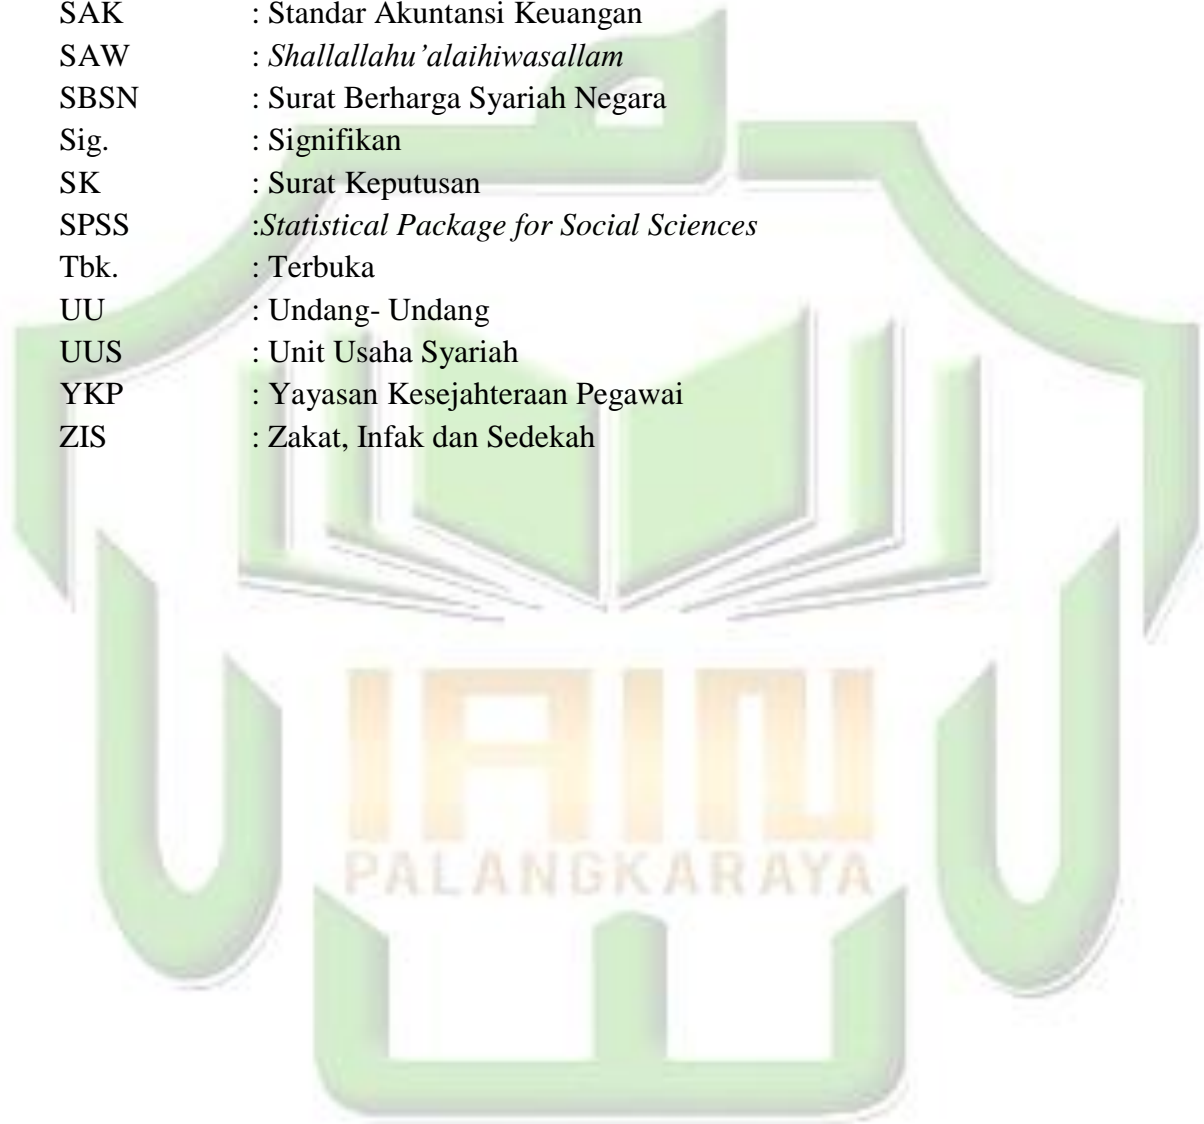 SAK : Standar Akuntansi Keuangan
SAW : Shallallahu’alaihiwasallam
SBSN : Surat Berharga Syariah Negara
Sig. : Signifikan
SK : Surat Keputusan
SPSS :Statistical Package for Social Sciences
Tbk. : Terbuka
UU : Undang- Undang
UUS : Unit Usaha Syariah
YKP : Yayasan Kesejahteraan Pegawai
ZIS : Zakat, Infak dan Sedekah
IAIN
PALANGKARAYA